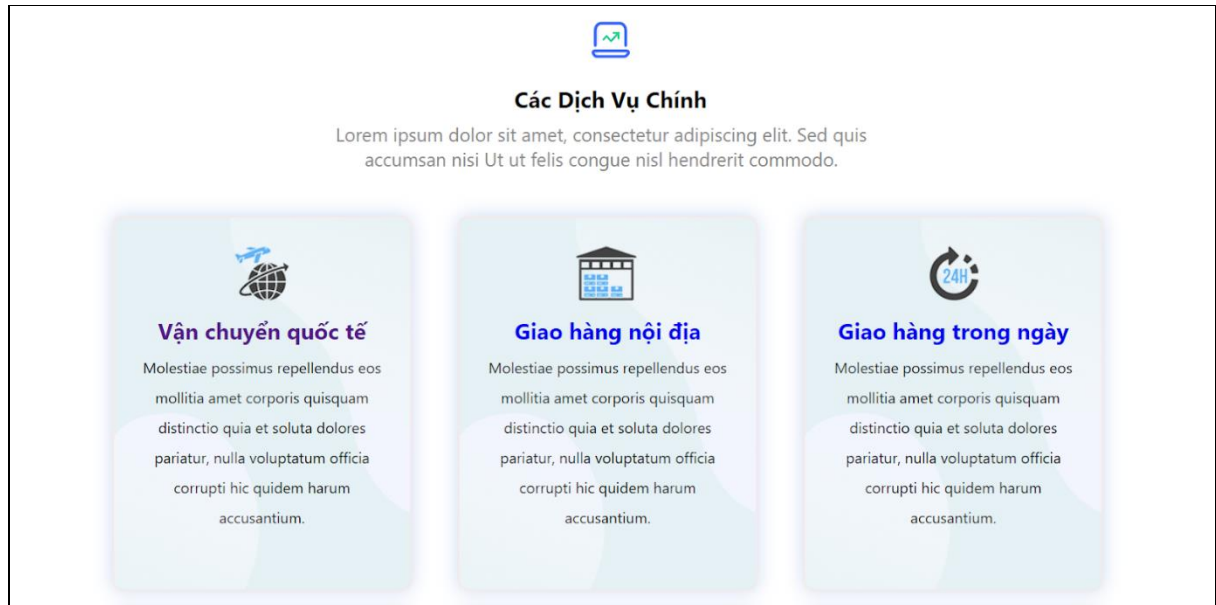 Các Dịch Vụ Chính
Lorem ipsum dolor sit amet, consectetur adipiscing elit. Sed quis
accumsan nisi Ut ut felis congue nisl hendrerit commodo.
Vận chuyển quốc tế
Molestiae possimus repellendus eos
mollitia amet corporis quisquam
distinctio quia et soluta dolores
pariatur, nulla voluptatum officia
corrupti hic quidem harum
accusantium.
Giao hàng nội địa
Molestiae possimus repellendus eos
mollitia amet corporis quisquam
distinctio quia et soluta dolores
pariatur, nulla voluptatum officia
corrupti hic quidem harum
accusantium.
24H
Giao hàng trong ngày
Molestiae possimus repellendus eos
mollitia amet corporis quisquam
distinctio quia et soluta dolores
pariatur, nulla voluptatum officia
corrupti hic quidem harum
accusantium.